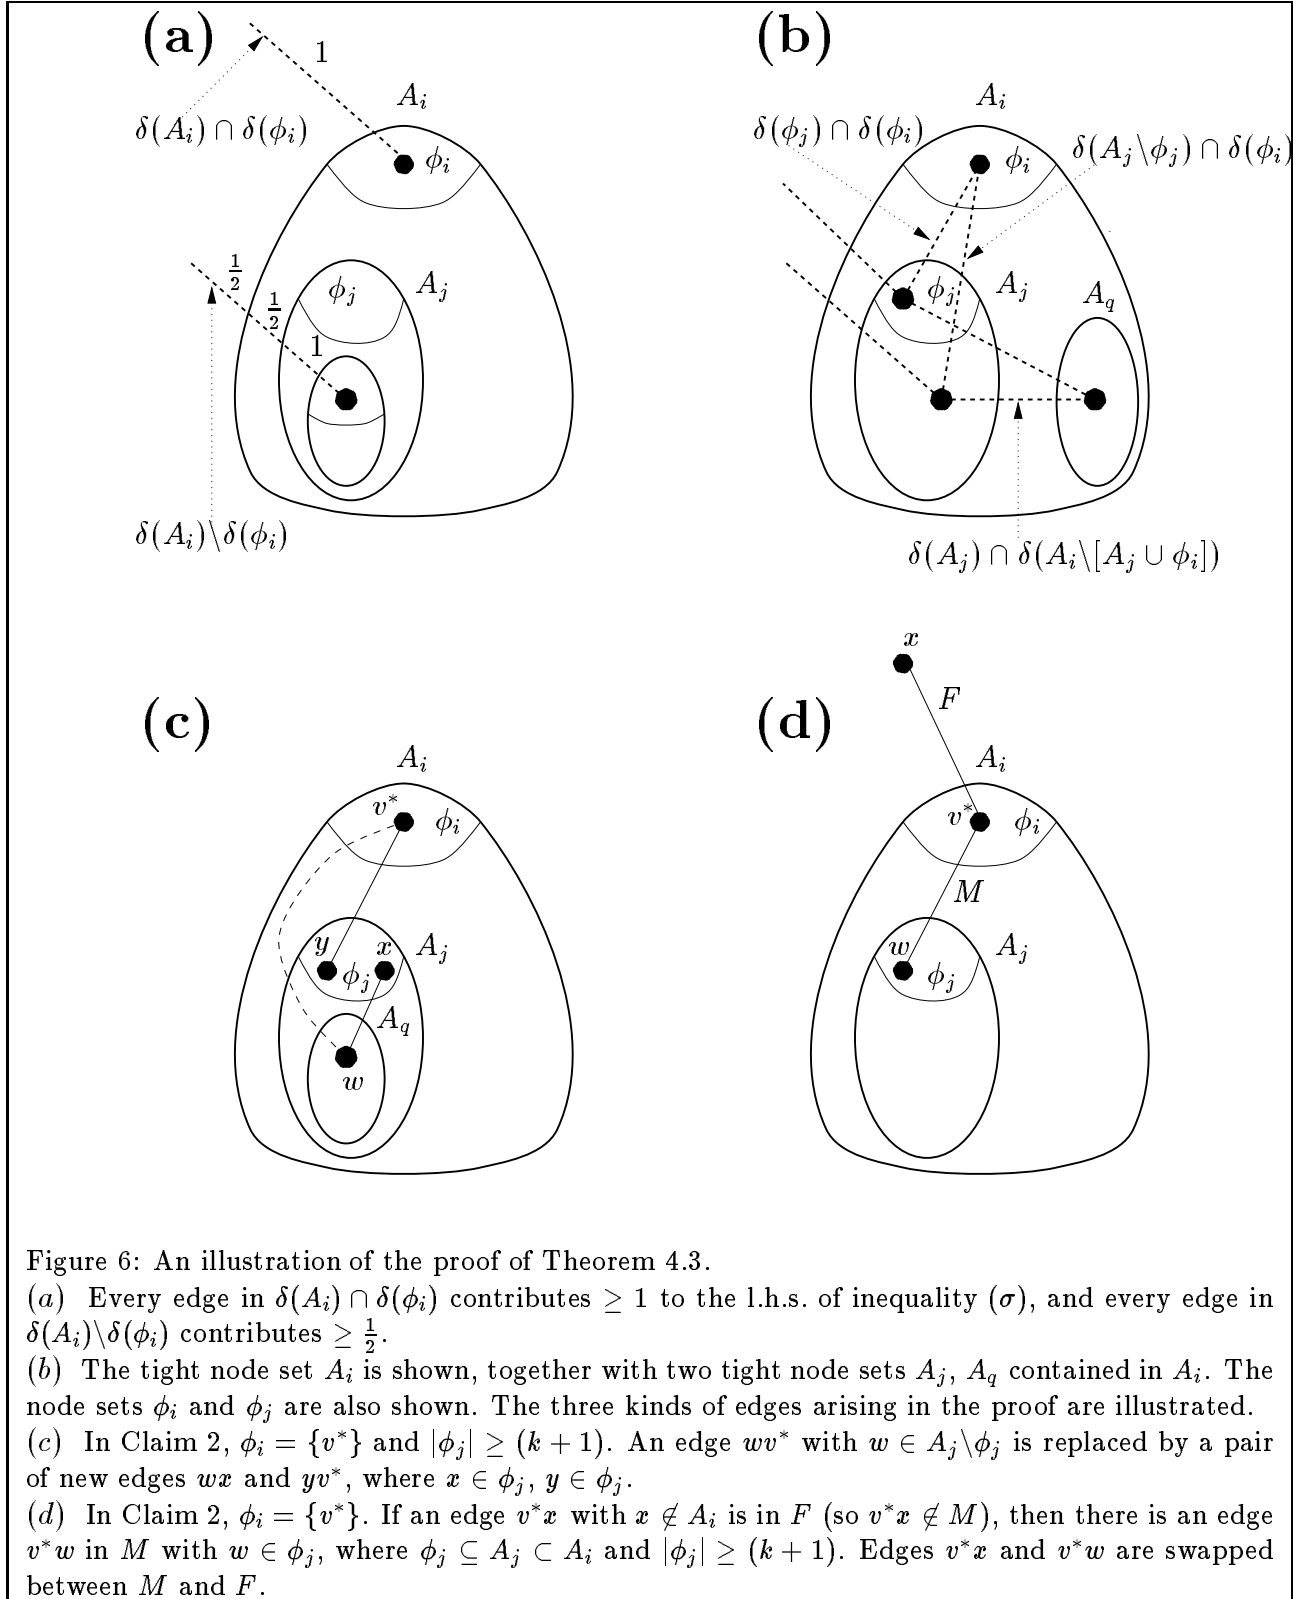 (a)
1
A_i
δ(A_i) ∩ δ(ϕ_i)
ϕ_i
1/2
1/2
1
ϕ_j
A_j
δ(A_i)\δ(ϕ_i)
(b)
A_i
δ(ϕ_j) ∩ δ(ϕ_i)
ϕ_i
δ(A_j\ϕ_j) ∩ δ(ϕ_i)
ϕ_j
A_j
A_q
δ(A_j) ∩ δ(A_i\[A_j ∪ ϕ_i])
(c)
A_i
v*
ϕ_i
y
x
A_j
ϕ_j
A_q
w
(d)
x
F
A_i
v*
ϕ_i
M
w
A_j
ϕ_j
Figure 6: An illustration of the proof of Theorem 4.3.
(a) Every edge in δ(A_i) ∩ δ(ϕ_i) contributes ≥ 1 to the l.h.s. of inequality (σ), and every edge in
δ(A_i)\δ(ϕ_i) contributes ≥ 1/2.
(b) The tight node set A_i is shown, together with two tight node sets A_j, A_q contained in A_i. The
node sets ϕ_i and ϕ_j are also shown. The three kinds of edges arising in the proof are illustrated.
(c) In Claim 2, ϕ_i = {v*} and |ϕ_j| ≥ (k + 1). An edge wv* with w ∈ A_j\ϕ_j is replaced by a pair
of new edges wx and yv*, where x ∈ ϕ_j, y ∈ ϕ_j.
(d) In Claim 2, ϕ_i = {v*}. If an edge v*x with x ∉ A_i is in F (so v*x ∉ M), then there is an edge
v*w in M with w ∈ ϕ_j, where ϕ_j ⊆ A_j ⊂ A_i and |ϕ_j| ≥ (k + 1). Edges v*x and v*w are swapped
between M and F.